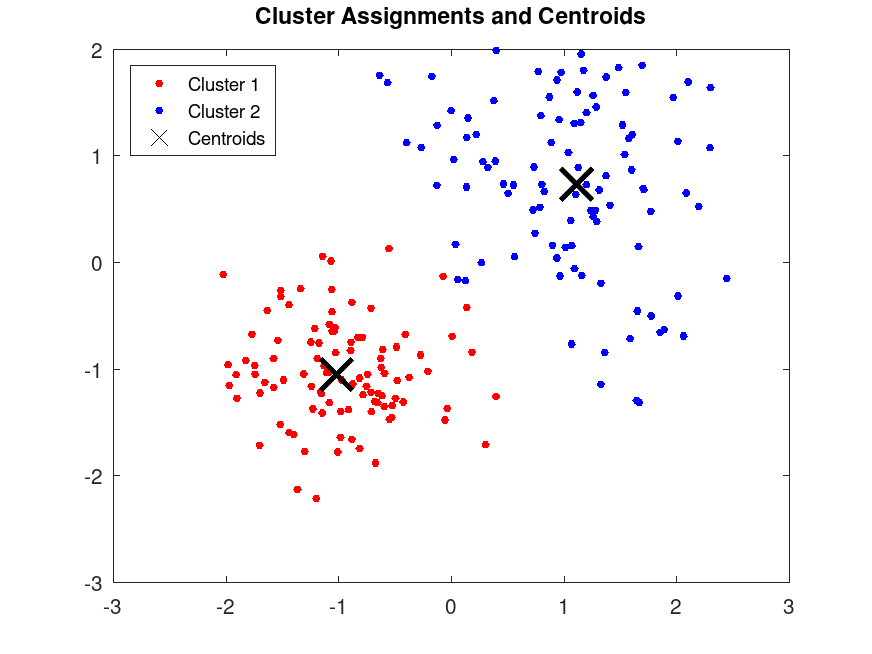 Cluster Assignments and Centroids
2
Cluster 1
Cluster 2
Centroids
1
0
-1
-2
-3
-3 -2 -1 0 1 2 3